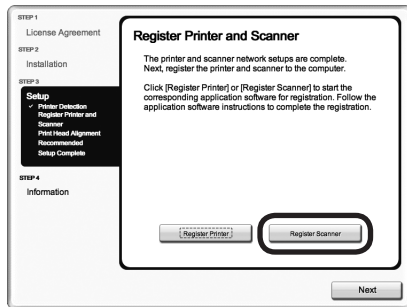 STEP 1
License Agreement
STEP 2
Installation
STEP 3
Setup
✓ Printer Detection
Register Printer and
Scanner
Print Head Alignment
Recommended
Setup Complete
STEP 4
Information
Register Printer and Scanner
The printer and scanner network setups are complete.
Next, register the printer and scanner to the computer.
Click [Register Printer] or [Register Scanner] to start the
corresponding application software for registration. Follow the
application software instructions to complete the registration.
Register Printer
Register Scanner
Next